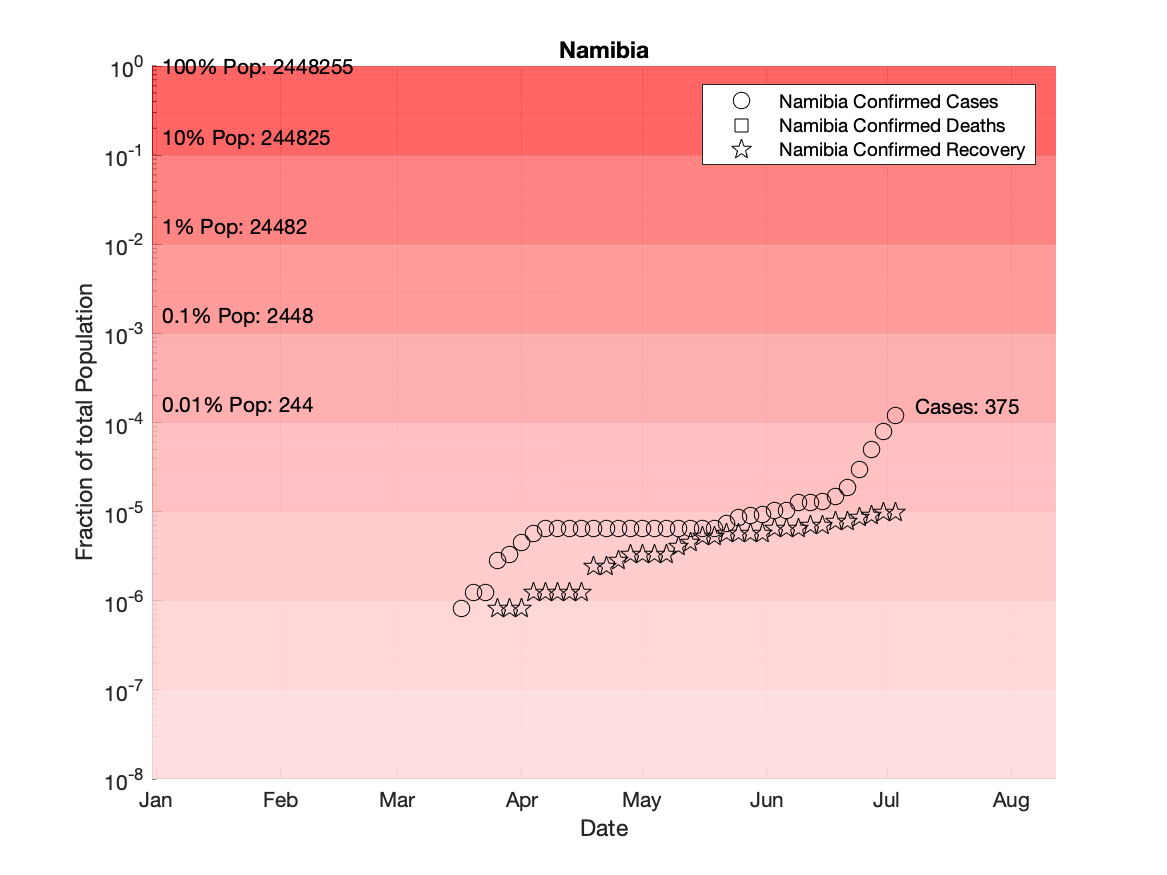 Namibia
10^0
100% Pop: 2448255
Namibia Confirmed Cases
Namibia Confirmed Deaths
Namibia Confirmed Recovery
10% Pop: 244825
10^-1
1% Pop: 24482
10^-2
0.1% Pop: 2448
10^-3
0.01% Pop: 244
Cases: 375
10^-4
10^-5
10^-6
10^-7
10^-8
Fraction of total Population
Jan Feb Mar Apr May Jun Jul Aug
Date